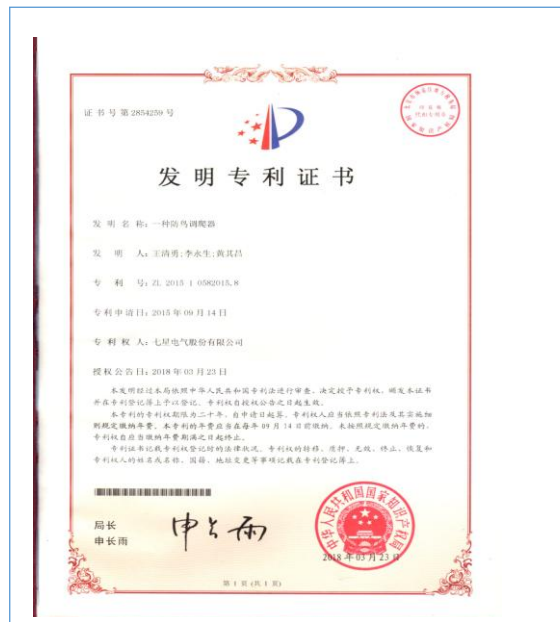 证书号第2854259号
发明专利证书
发明名称：一种防鸟调爬器
发明人：王清勇;李永生;黄其昌
专利号：ZL 2015 1 0582015.8
专利申请日：2015年09月14日
专利权人：七星电气股份有限公司
授权公告日：2018年03月23日
本发明经过本局依照中华人民共和国专利法进行审查，决定授予专利权，颁发本证书
并在专利登记簿上予以登记。专利权自授权公告之日起生效。
本专利的专利权期限为二十年，自申请日起算。专利权人应当依照专利法及其实施细
则规定缴纳年费。本专利的年费应当在每年09月14日前缴纳。未按照规定缴纳年费的，
专利权自应当缴纳年费期满之日起终止。
专利证书记载专利权登记时的法律状况。专利权的转移、质押、无效、终止、恢复和
专利权人的姓名或名称、国籍、地址变更等事项记载在专利登记簿上。
局长
申长雨
申长雨
中华人民共和国国家知识产权局
2018年03月23日
第1页(共1页)